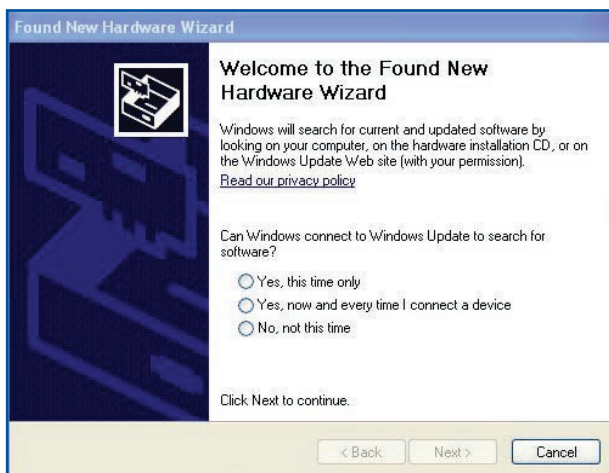 Found New Hardware Wizard
Welcome to the Found New
Hardware Wizard
Windows will search for current and updated software by
looking on your computer, on the hardware installation CD, or on
the Windows Update Web site (with your permission).
Read our privacy policy
Can Windows connect to Windows Update to search for
software?
Yes, this time only
Yes, now and every time I connect a device
No, not this time
Click Next to continue.
< Back
Next >
Cancel